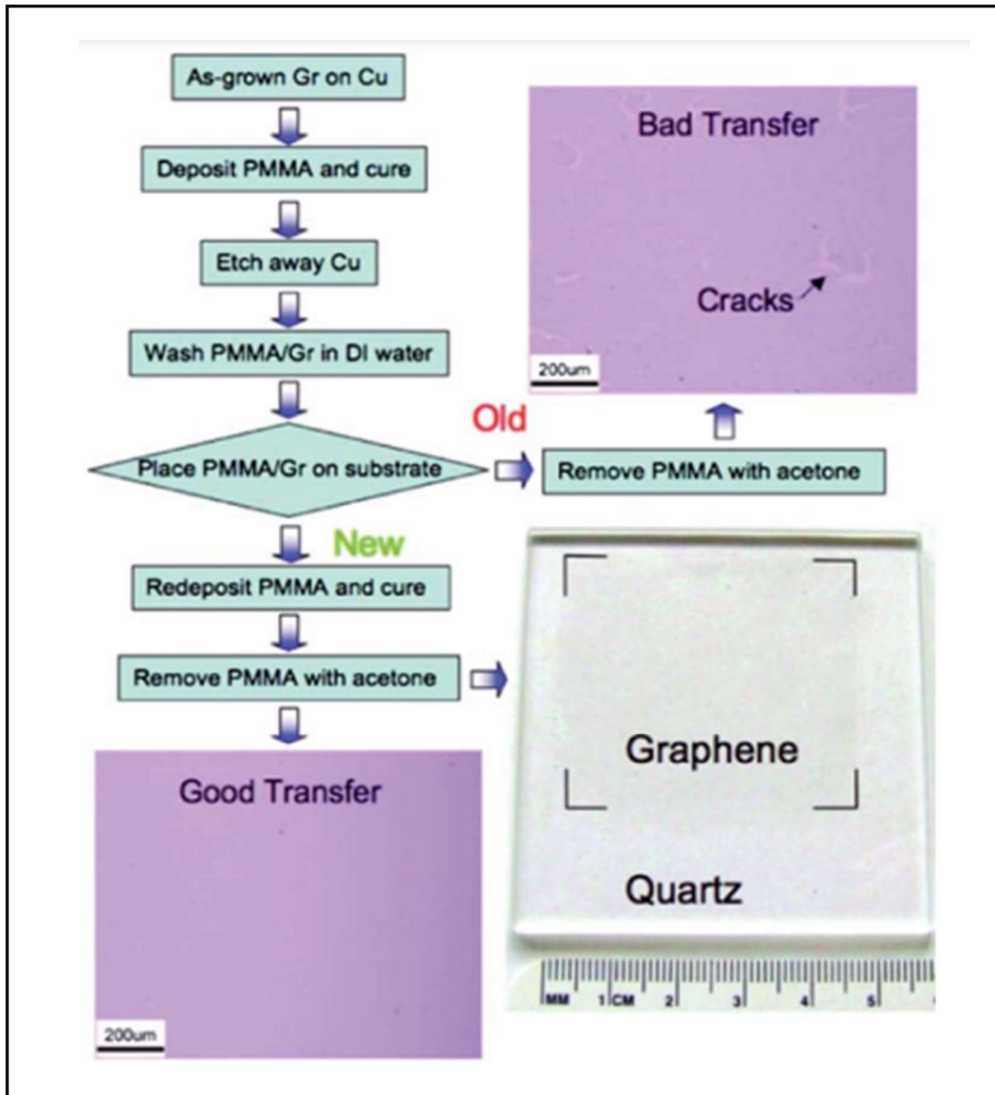 As-grown Gr on Cu
Deposit PMMA and cure
Etch away Cu
Wash PMMA/Gr in DI water
Place PMMA/Gr on substrate
Old
Remove PMMA with acetone
Bad Transfer
Cracks
200um
New
Redeposit PMMA and cure
Remove PMMA with acetone
Good Transfer
200um
Graphene
Quartz
MM 1 CM 2 3 4 5